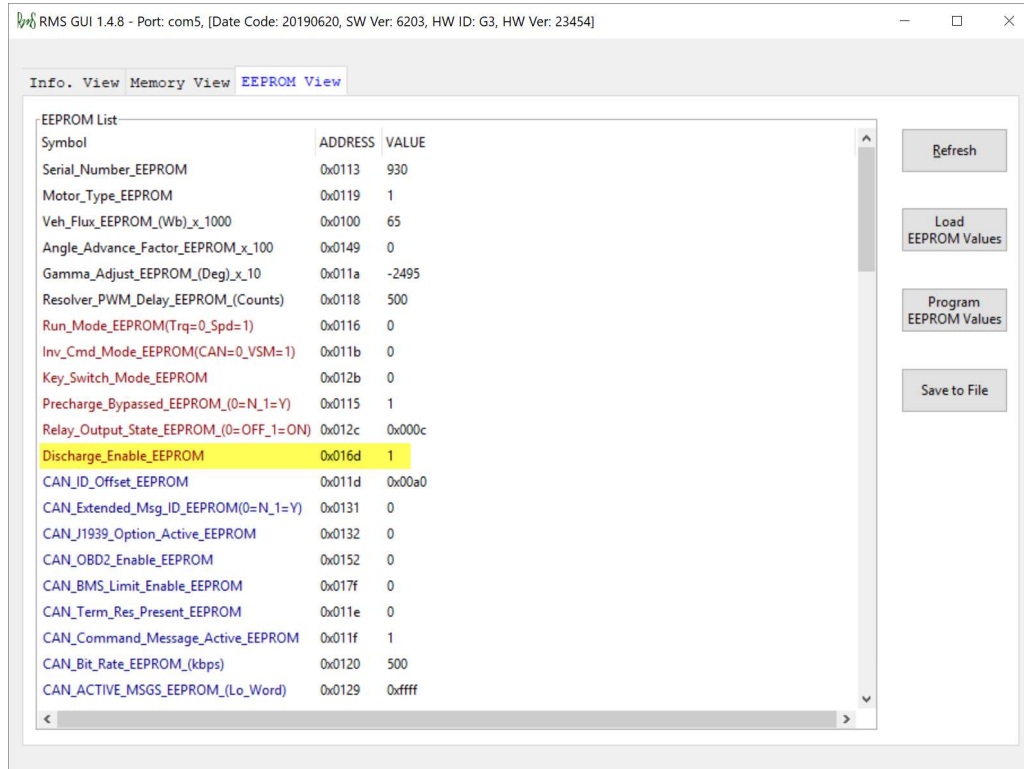 RMS RMS GUI 1.4.8 - Port: com5, [Date Code: 20190620, SW Ver: 6203, HW ID: G3, HW Ver: 23454]
Info. View Memory View EEPROM View
EEPROM List
Symbol ADDRESS VALUE
Serial_Number_EEPROM 0x0113 930
Motor_Type_EEPROM 0x0119 1
Veh_Flux_EEPROM_(Wb)_x_1000 0x0100 65
Angle_Advance_Factor_EEPROM_x_100 0x0149 0
Gamma_Adjust_EEPROM_(Deg)_x_10 0x011a -2495
Resolver_PWM_Delay_EEPROM_(Counts) 0x0118 500
Run_Mode_EEPROM(Trq=0_Spd=1) 0x0116 0
Inv_Cmd_Mode_EEPROM(CAN=0_VSM=1) 0x011b 0
Key_Switch_Mode_EEPROM 0x012b 0
Precharge_Bypassed_EEPROM_(0=N_1=Y) 0x0115 1
Relay_Output_State_EEPROM_(0=OFF_1=ON) 0x012c 0x000c
Discharge_Enable_EEPROM 0x016d 1
CAN_ID_Offset_EEPROM 0x011d 0x00a0
CAN_Extended_Msg_ID_EEPROM(0=N_1=Y) 0x0131 0
CAN_J1939_Option_Active_EEPROM 0x0132 0
CAN_OBD2_Enable_EEPROM 0x0152 0
CAN_BMS_Limit_Enable_EEPROM 0x017f 0
CAN_Term_Res_Present_EEPROM 0x011e 0
CAN_Command_Message_Active_EEPROM 0x011f 1
CAN_Bit_Rate_EEPROM_(kbps) 0x0120 500
CAN_ACTIVE_MSGS_EEPROM_(Lo_Word) 0x0129 0xffff
Refresh
Load
EEPROM Values
Program
EEPROM Values
Save to File